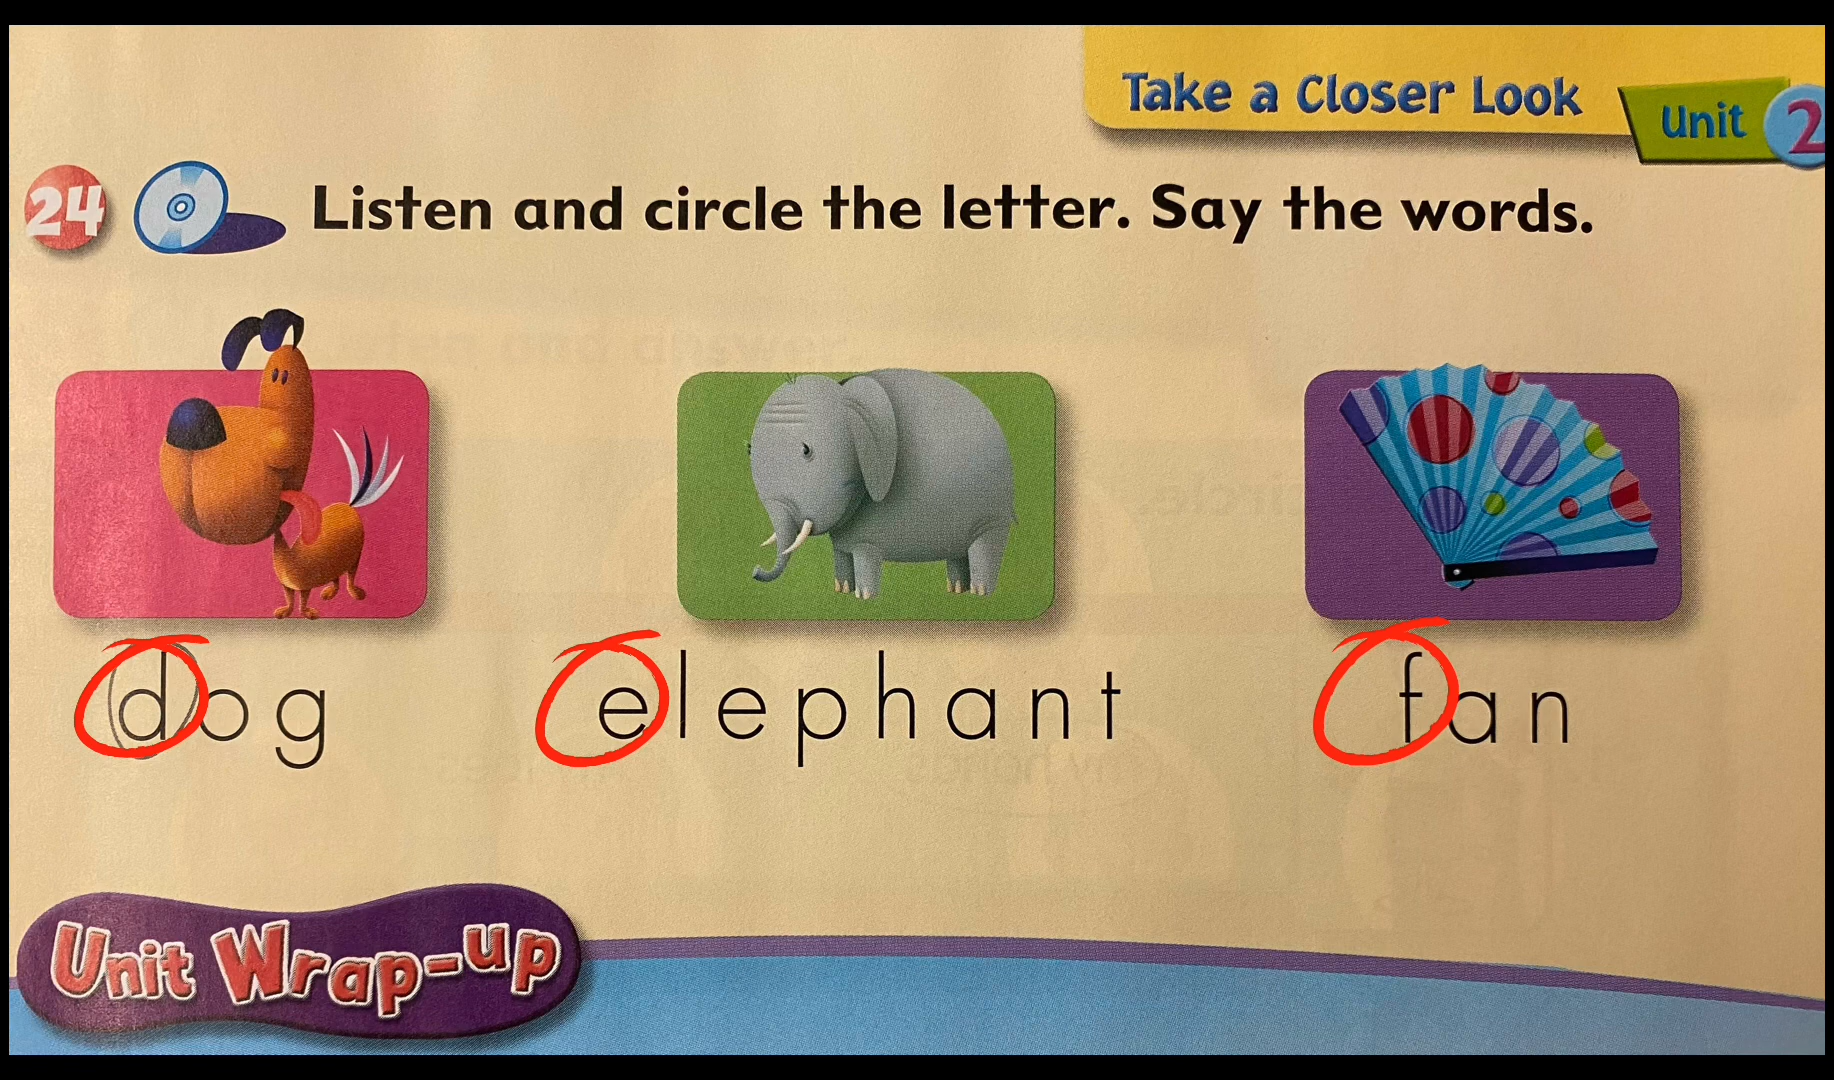 Take a Closer Look
Unit 2
24 Listen and circle the letter. Say the words.
dog elephant fan
Unit Wrap-up